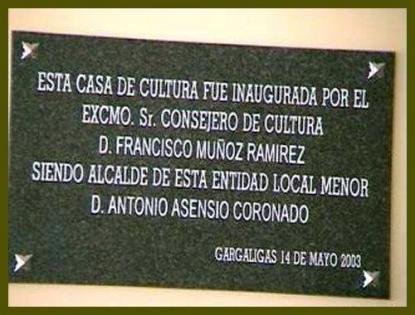 ESTA CASA DE CULTURA FUE INAUGURADA POR EL
EXCMO. Sr. CONSEJERO DE CULTURA
D. FRANCISCO MUÑOZ RAMIREZ
SIENDO ALCALDE DE ESTA ENTIDAD LOCAL MENOR
D. ANTONIO ASENSIO CORONADO
GARGALIGAS 14 DE MAYO 2003